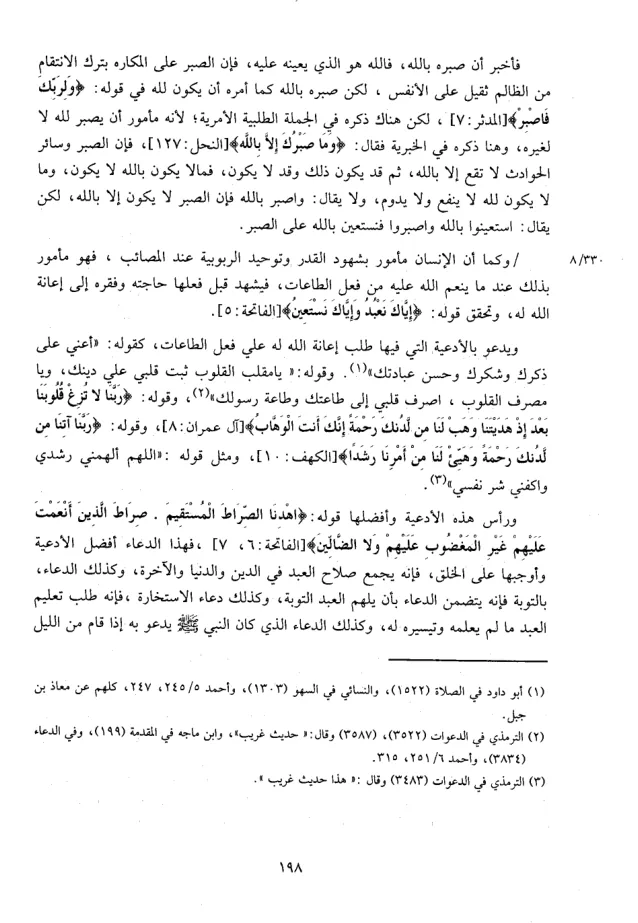 فأخبر أن صبره بالله، فالله هو الذي يعينه عليه، فإن الصبر على المكاره بترك الانتقام
من الظالم ثقيل على الأنفس ، لكن صبره بالله كما أمره أن يكون لله في قوله: ﴿وَلِرَبِّكَ
فَاصْبِرْ﴾[المدثر:٧] ، لكن هناك ذكره في الجملة الطلبية الأمرية؛ لأنه مأمور أن يصبر لله لا
لغيره، وهنا ذكره في الخبرية فقال: ﴿وَمَا صَبْرُكَ إِلاَّ بِاللَّهِ﴾[النحل:١٢٧]، فإن الصبر وسائر
الحوادث لا تقع إلا بالله، ثم قد يكون ذلك وقد لا يكون، فمالا يكون بالله لا يكون، وما
لا يكون لله لا ينفع ولا يدوم، ولا يقال: واصبر بالله فإن الصبر لا يكون إلا بالله، لكن
يقال: استعينوا بالله واصبروا فنستعين بالله على الصبر.
٨/٣٣٠ /وكما أن الإنسان مأمور بشهود القدر وتوحيد الربوبية عند المصائب ، فهو مأمور
بذلك عند ما ينعم الله عليه من فعل الطاعات، فيشهد قبل فعلها حاجته وفقره إلى إعانة
الله له، وتحقق قوله: ﴿إِيَّاكَ نَعْبُدُ وَإِيَّاكَ نَسْتَعِينُ﴾[الفاتحة:٥].
ويدعو بالأدعية التي فيها طلب إعانة الله له علي فعل الطاعات، كقوله: «أعني على
ذكرك وشكرك وحسن عبادتك»(١). وقوله:« يامقلب القلوب ثبت قلبي علي دينك، ويا
مصرف القلوب ، اصرف قلبي إلى طاعتك وطاعة رسولك»(٢)، وقوله: ﴿رَبَّنَا لا تُزِغْ قُلُوبَنَا
بَعْدَ إِذْ هَدَيْتَنَا وَهَبْ لَنَا مِن لَّدُنكَ رَحْمَةً إِنَّكَ أَنتَ الْوَهَّابُ﴾[آل عمران:٨]، وقوله: ﴿رَبَّنَا آتِنَا مِن
لَّدُنكَ رَحْمَةً وَهَيِّئْ لَنَا مِنْ أَمْرِنَا رَشَدًا﴾[الكهف:١٠]، ومثل قوله :«اللهم ألهمني رشدي
واكفني شر نفسي»(٣).
ورأس هذه الأدعية وأفضلها قوله:﴿اهْدِنَا الصِّرَاطَ الْمُسْتَقِيمَ . صِرَاطَ الَّذِينَ أَنْعَمْتَ
عَلَيْهِمْ غَيْرِ الْمَغْضُوبِ عَلَيْهِمْ وَلا الضَّالِّينَ﴾[الفاتحة:٦، ٧] ،فهذا الدعاء أفضل الأدعية
وأوجبها على الخلق، فإنه يجمع صلاح العبد في الدين والدنيا والآخرة، وكذلك الدعاء،
بالتوبة فإنه يتضمن الدعاء بأن يلهم العبد التوبة، وكذلك دعاء الاستخارة ،فإنه طلب تعليم
العبد ما لم يعلمه وتيسيره له، وكذلك الدعاء الذي كان النبي ﷺ يدعو به إذا قام من الليل
(١) أبو داود في الصلاة (١٥٢٢)، والنسائي في السهو (١٣٠٣)، وأحمد ٢٤٥/٥، ٢٤٧، كلهم عن معاذ بن
جبل.
(٢) الترمذي في الدعوات (٣٥٢٢)، (٣٥٨٧) وقال:« حديث غريب»، وابن ماجه في المقدمة (١٩٩)، وفي الدعاء
(٣٨٣٤)، وأحمد ٢٥١/٦، ٣١٥.
(٣) الترمذي في الدعوات (٣٤٨٣) وقال :« هذا حديث غريب ».
١٩٨